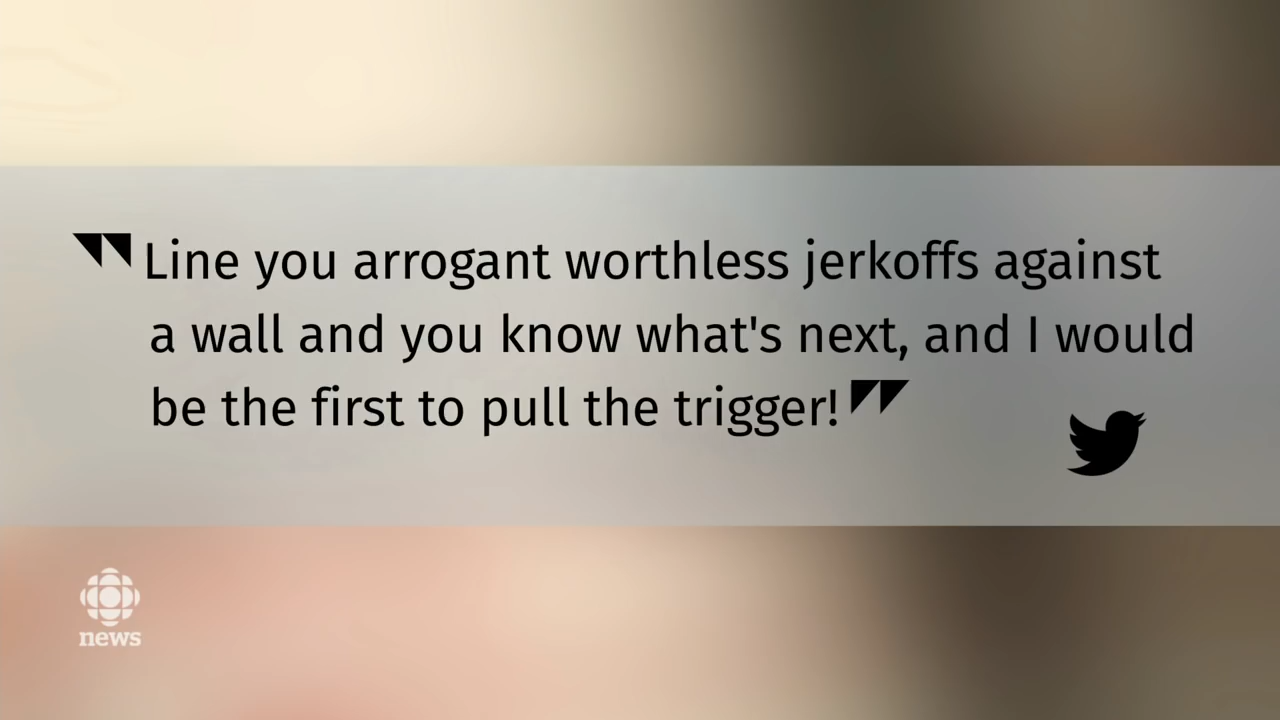 "Line you arrogant worthless jerkoffs against
a wall and you know what's next, and I would
be the first to pull the trigger!"
news